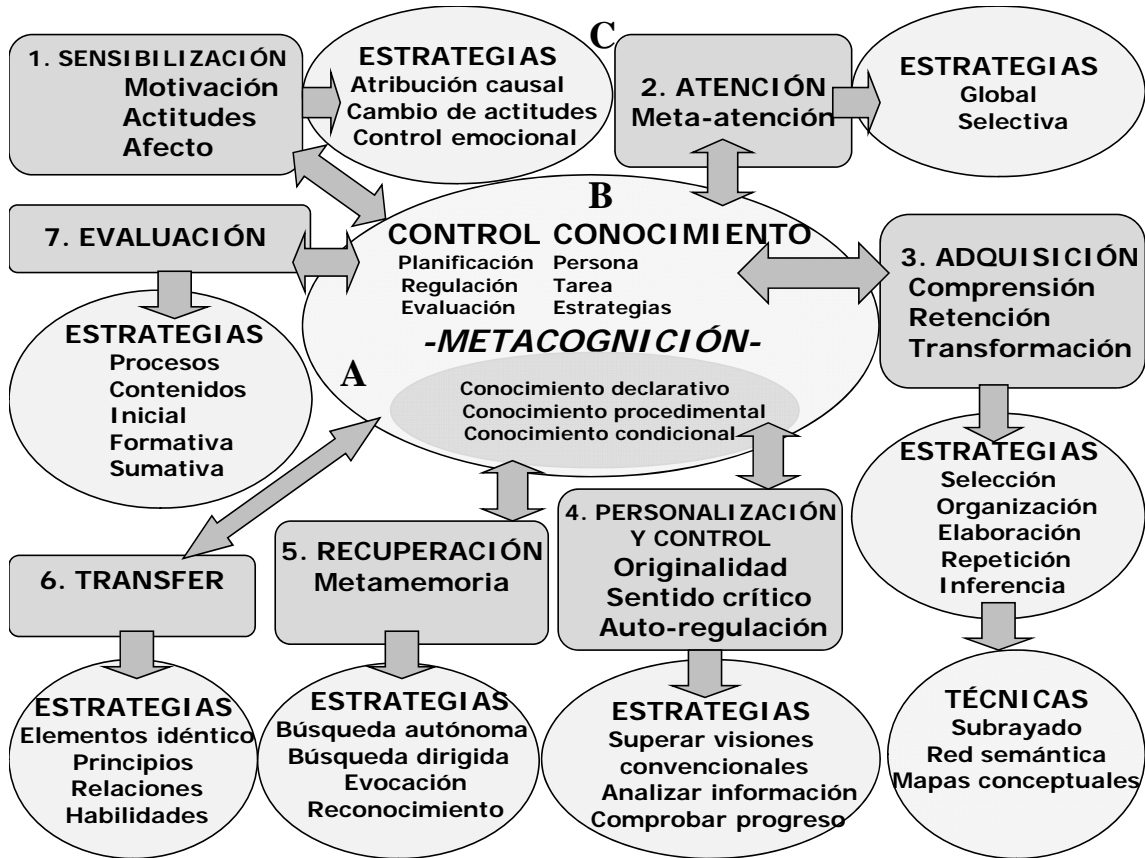 1. SENSIBILIZACIÓN
Motivación
Actitudes
Afecto
ESTRATEGIAS
Atribución causal
Cambio de actitudes
Control emocional
C
2. ATENCIÓN
Meta-atención
ESTRATEGIAS
Global
Selectiva
7. EVALUACIÓN
ESTRATEGIAS
Procesos
Contenidos
Inicial
Formativa
Sumativa
B
CONTROL CONOCIMIENTO
Planificación Persona
Regulación Tarea
Evaluación Estrategias
-METACOGNICIÓN-
A
Conocimiento declarativo
Conocimiento procedimental
Conocimiento condicional
3. ADQUISICIÓN
Comprensión
Retención
Transformación
ESTRATEGIAS
Selección
Organización
Elaboración
Repetición
Inferencia
6. TRANSFER
ESTRATEGIAS
Elementos idéntico
Principios
Relaciones
Habilidades
5. RECUPERACIÓN
Metamemoria
ESTRATEGIAS
Búsqueda autónoma
Búsqueda dirigida
Evocación
Reconocimiento
4. PERSONALIZACIÓN
Y CONTROL
Originalidad
Sentido crítico
Auto-regulación
ESTRATEGIAS
Superar visiones
convencionales
Analizar información
Comprobar progreso
TÉCNICAS
Subrayado
Red semántica
Mapas conceptuales